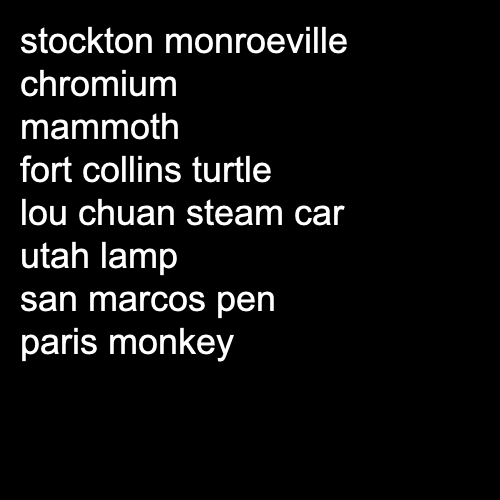 stockton monroeville
chromium
mammoth
fort collins turtle
lou chuan steam car
utah lamp
san marcos pen
paris monkey